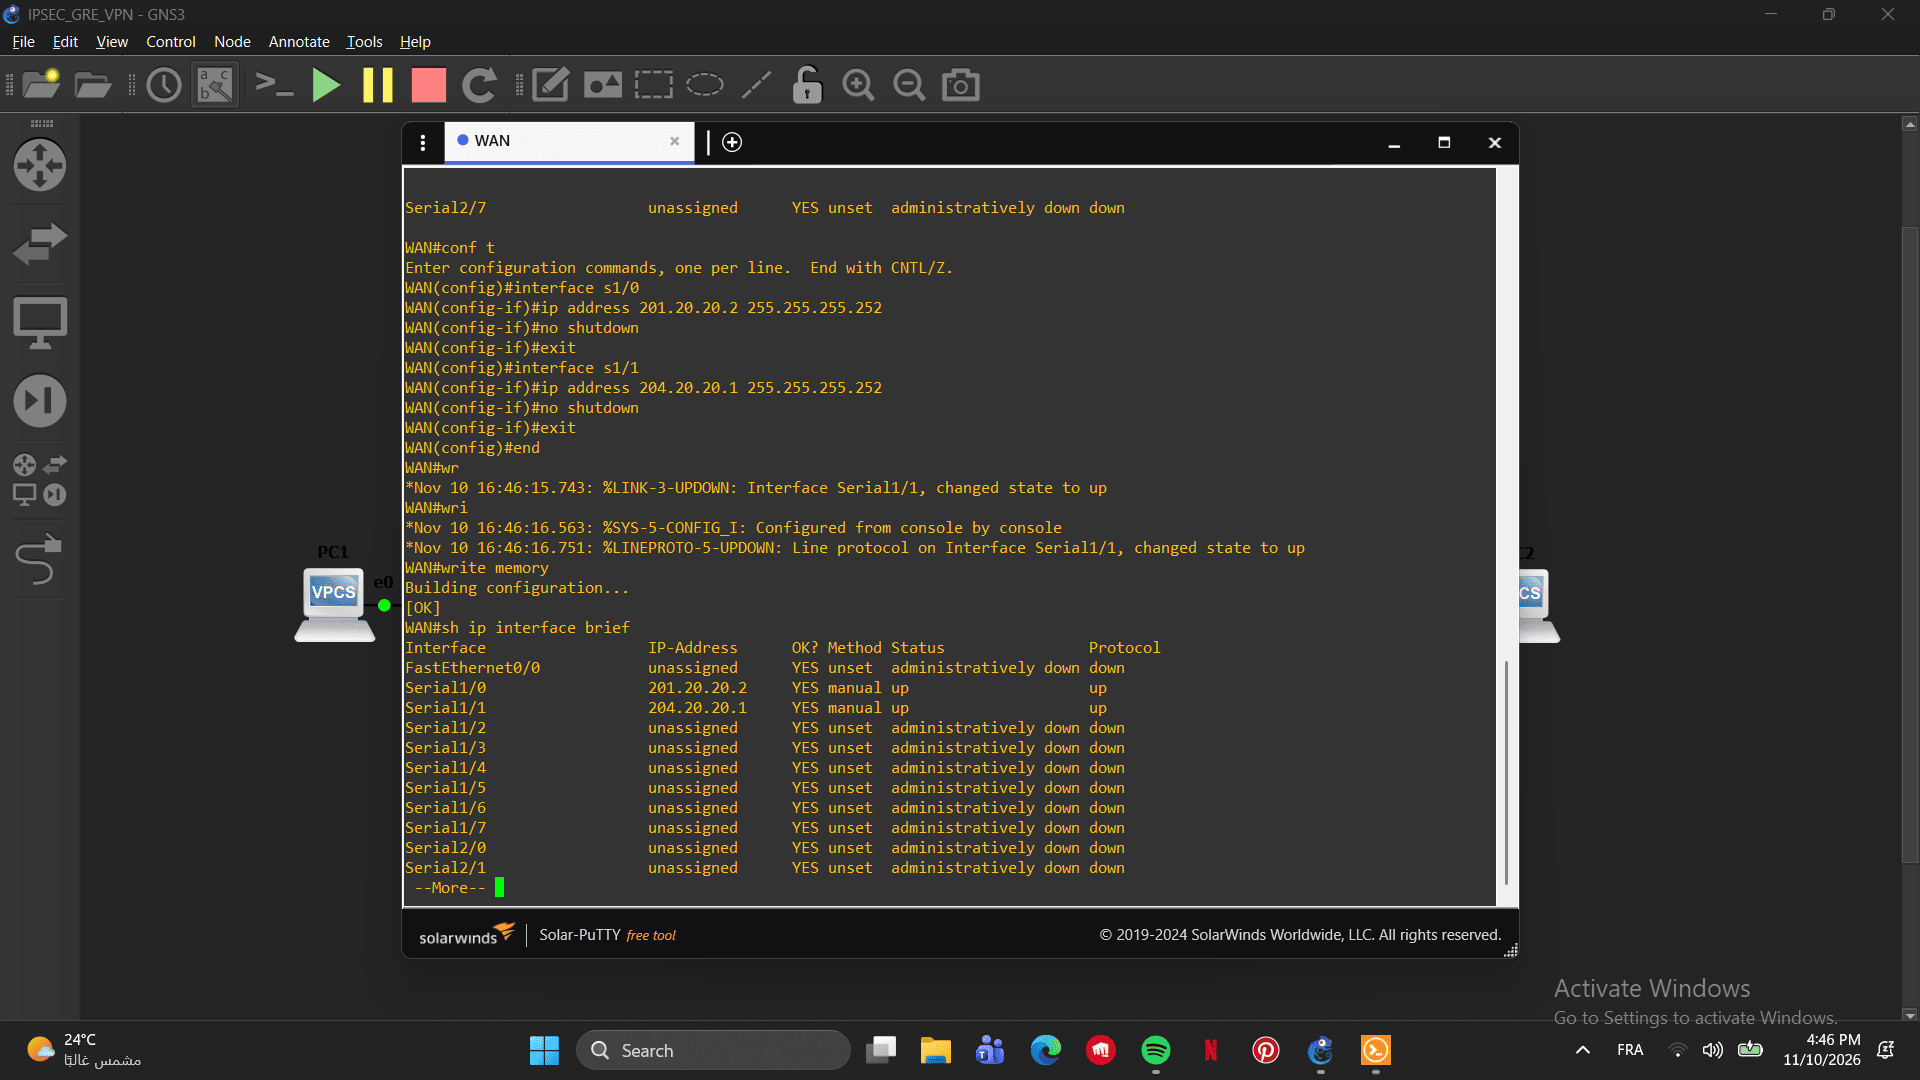 IPSEC_GRE_VPN - GNS3
File Edit View Control Node Annotate Tools Help
WAN
Serial2/7 unassigned YES unset administratively down down
WAN#conf t
Enter configuration commands, one per line. End with CNTL/Z.
WAN(config)#interface s1/0
WAN(config-if)#ip address 201.20.20.2 255.255.255.252
WAN(config-if)#no shutdown
WAN(config-if)#exit
WAN(config)#interface s1/1
WAN(config-if)#ip address 204.20.20.1 255.255.255.252
WAN(config-if)#no shutdown
WAN(config-if)#exit
WAN(config)#end
WAN#wr
*Nov 10 16:46:15.743: %LINK-3-UPDOWN: Interface Serial1/1, changed state to up
WAN#wri
*Nov 10 16:46:16.563: %SYS-5-CONFIG_I: Configured from console by console
*Nov 10 16:46:16.751: %LINEPROTO-5-UPDOWN: Line protocol on Interface Serial1/1, changed state to up
WAN#write memory
Building configuration...
[OK]
WAN#sh ip interface brief
Interface IP-Address OK? Method Status Protocol
FastEthernet0/0 unassigned YES unset administratively down down
Serial1/0 201.20.20.2 YES manual up up
Serial1/1 204.20.20.1 YES manual up up
Serial1/2 unassigned YES unset administratively down down
Serial1/3 unassigned YES unset administratively down down
Serial1/4 unassigned YES unset administratively down down
Serial1/5 unassigned YES unset administratively down down
Serial1/6 unassigned YES unset administratively down down
Serial1/7 unassigned YES unset administratively down down
Serial2/0 unassigned YES unset administratively down down
Serial2/1 unassigned YES unset administratively down down
--More--
PC1
VPCS
e0
C2
CS
solarwinds Solar-PuTTY free tool
© 2019-2024 SolarWinds Worldwide, LLC. All rights reserved.
Activate Windows
Go to Settings to activate Windows.
24°C
مشمس غالبًا
Search
FRA
4:46 PM
11/10/2026